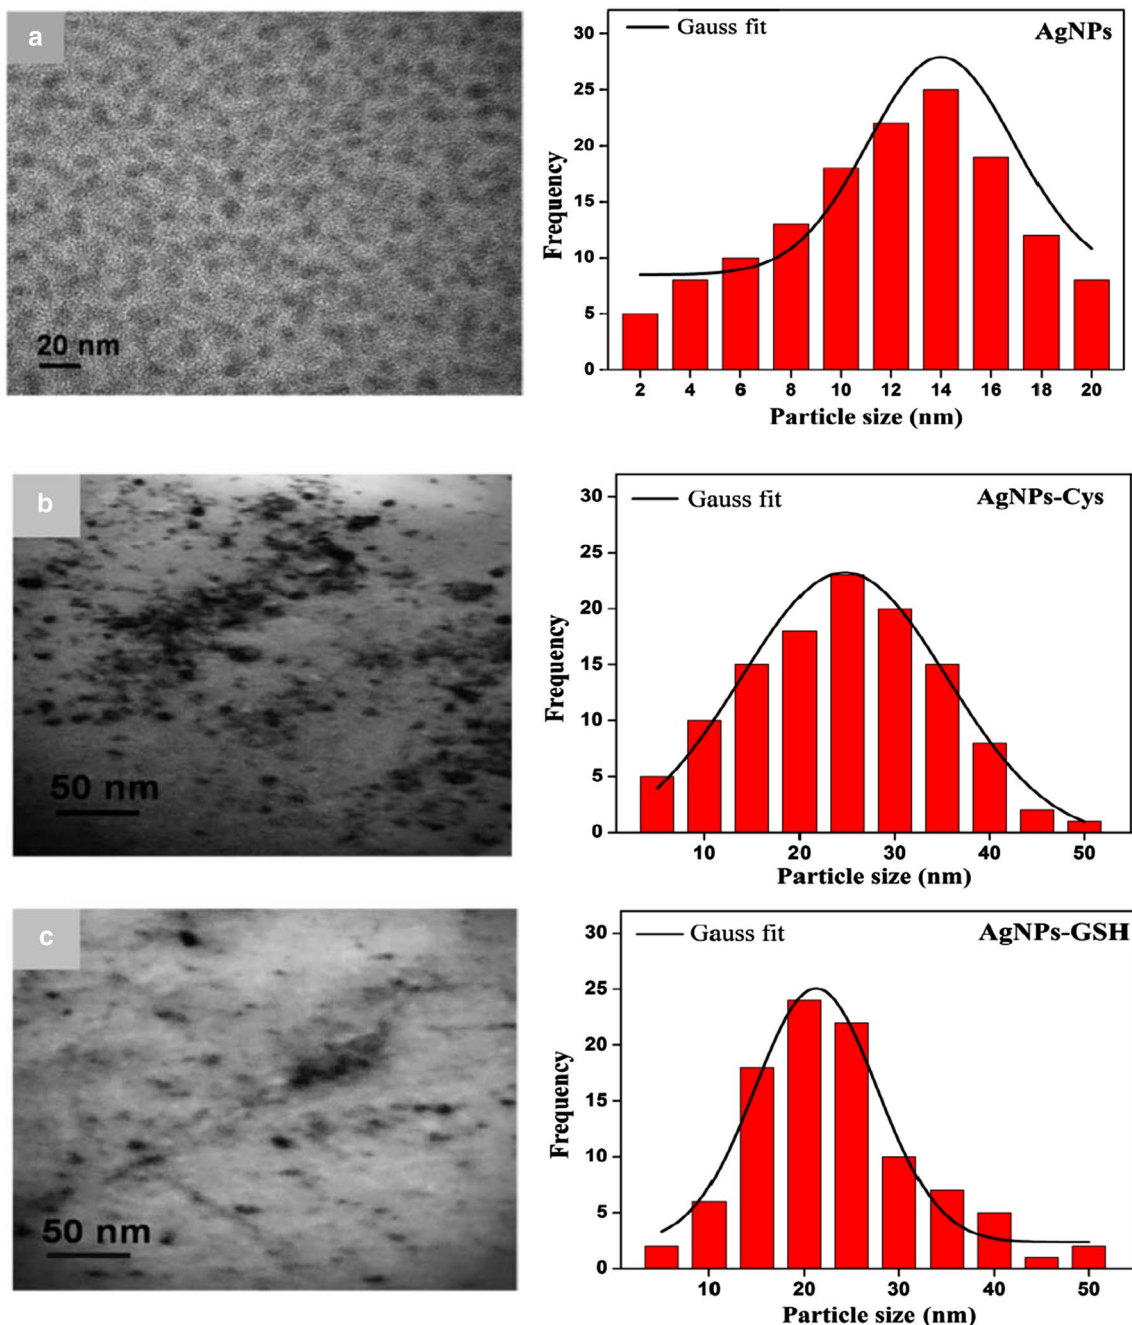 a
20 nm
Gauss fit
AgNPs
30
25
20
15
10
5
0
Frequency
2 4 6 8 10 12 14 16 18 20
Particle size (nm)
b
50 nm
Gauss fit
AgNPs-Cys
30
25
20
15
10
5
0
Frequency
10 20 30 40 50
Particle size (nm)
c
50 nm
Gauss fit
AgNPs-GSH
30
25
20
15
10
5
0
Frequency
10 20 30 40 50
Particle size (nm)